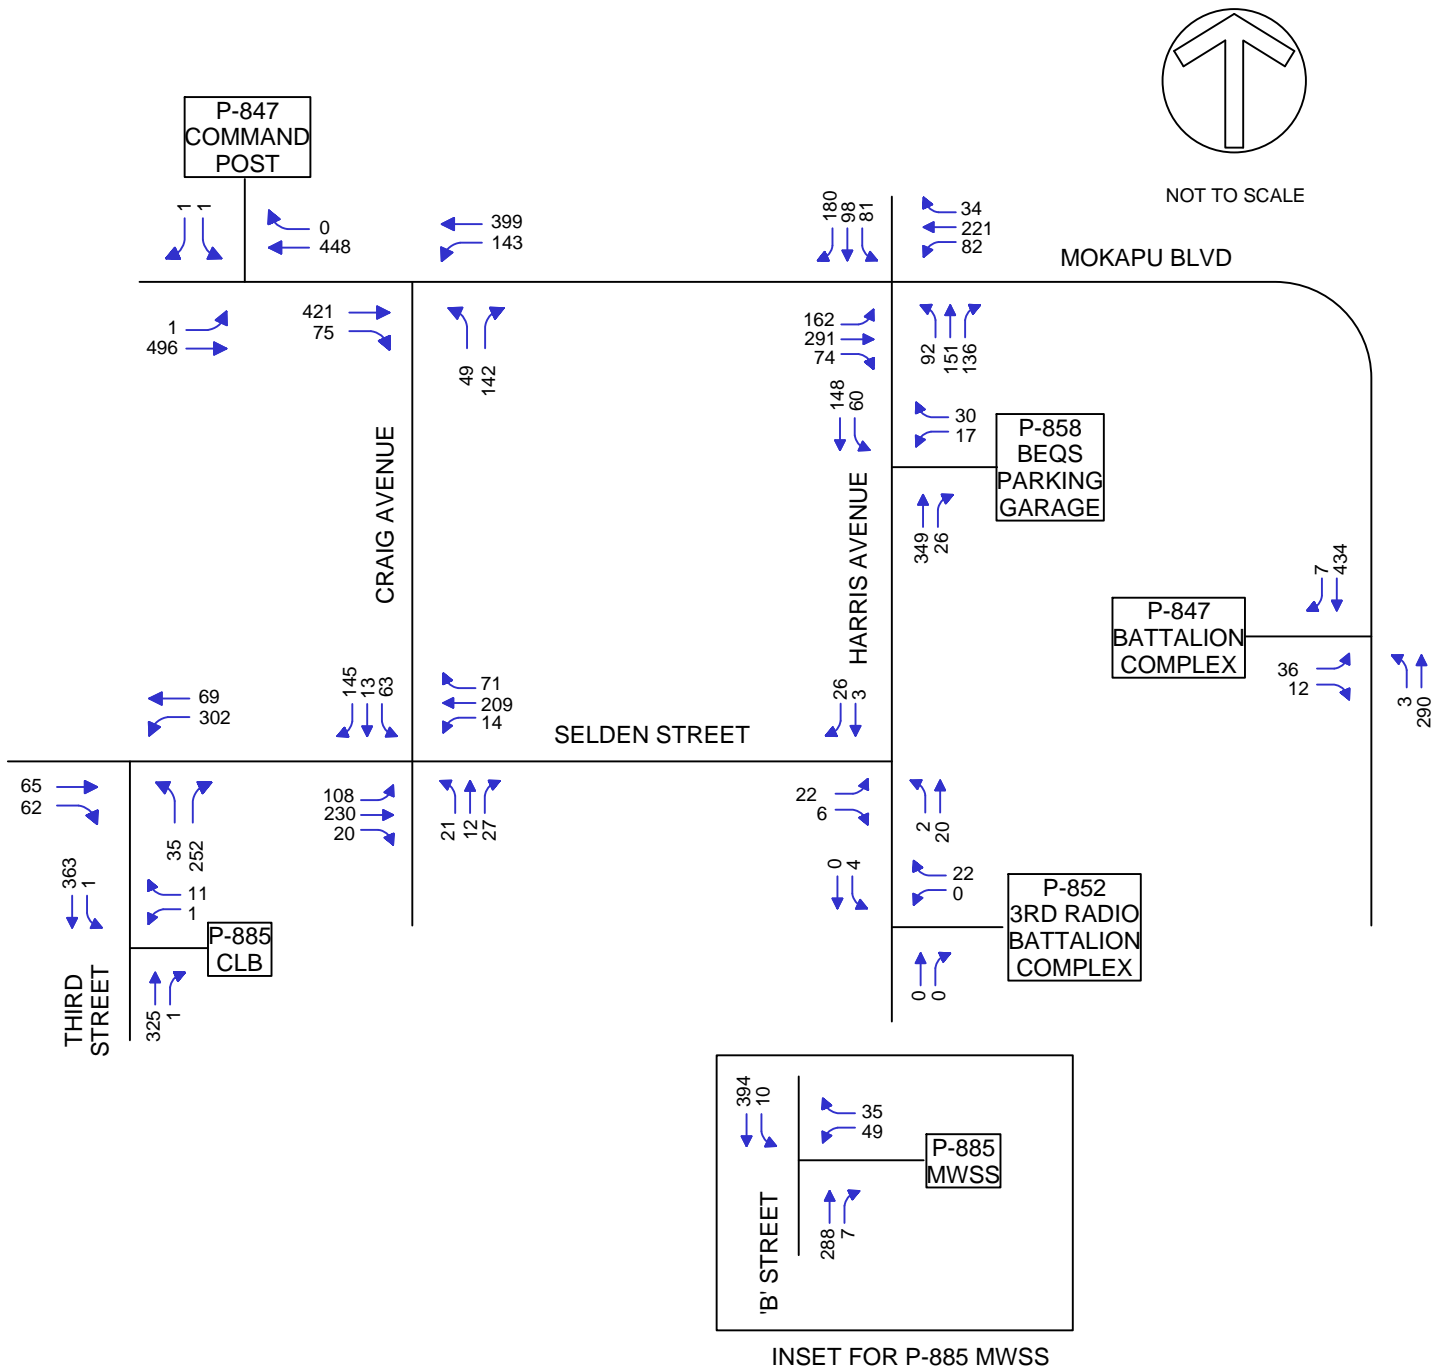 P-847
COMMAND
POST
NOT TO SCALE
1
1
0
448
399
143
180
98
81
34
221
82
MOKAPU BLVD
1
496
421
75
49
142
162
291
74
92
151
136
148
60
30
17
P-858
BEQS
PARKING
GARAGE
CRAIG AVENUE
HARRIS AVENUE
349
26
7
434
P-847
BATTALION
COMPLEX
36
12
3
290
69
302
145
13
63
71
209
14
SELDEN STREET
26
3
65
62
35
252
108
230
20
21
12
27
22
6
2
20
363
1
11
1
P-885
CLB
0
4
22
0
P-852
3RD RADIO
BATTALION
COMPLEX
THIRD
STREET
325
1
0
0
394
10
35
49
P-885
MWSS
'B' STREET
288
7
INSET FOR P-885 MWSS